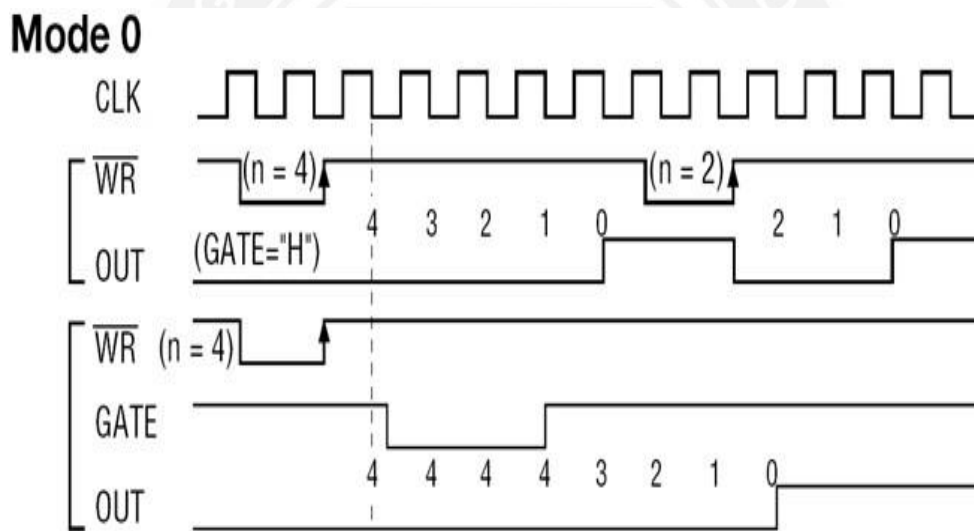 Mode 0
CLK
WR (n = 4) (n = 2)
4 3 2 1 0 2 1 0
OUT (GATE="H")
WR (n = 4)
GATE
4 4 4 4 3 2 1 0
OUT